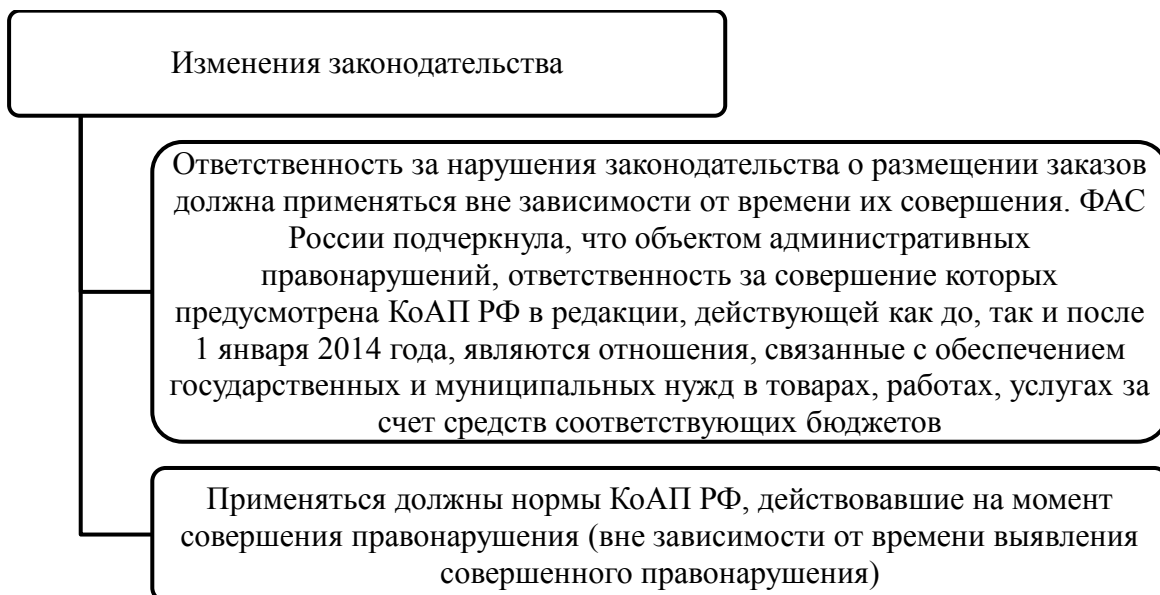 Изменения законодательства
Ответственность за нарушения законодательства о размещении заказов
должна применяться вне зависимости от времени их совершения. ФАС
России подчеркнула, что объектом административных
правонарушений, ответственность за совершение которых
предусмотрена КоАП РФ в редакции, действующей как до, так и после
1 января 2014 года, являются отношения, связанные с обеспечением
государственных и муниципальных нужд в товарах, работах, услугах за
счет средств соответствующих бюджетов
Применяться должны нормы КоАП РФ, действовавшие на момент
совершения правонарушения (вне зависимости от времени выявления
совершенного правонарушения)